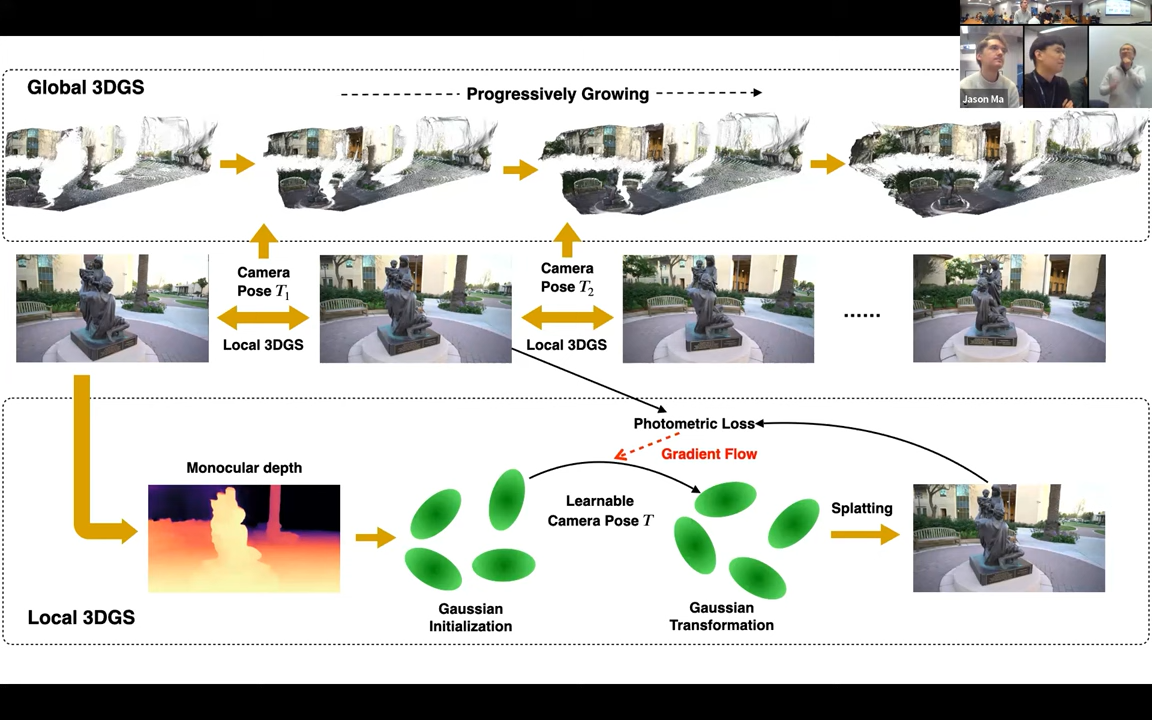 Jason Ma
Global 3DGS
Progressively Growing
Camera
Pose T1
Local 3DGS
Camera
Pose T2
Local 3DGS
......
Photometric Loss
Gradient Flow
Monocular depth
Learnable
Camera Pose T
Splatting
Gaussian
Initialization
Gaussian
Transformation
Local 3DGS